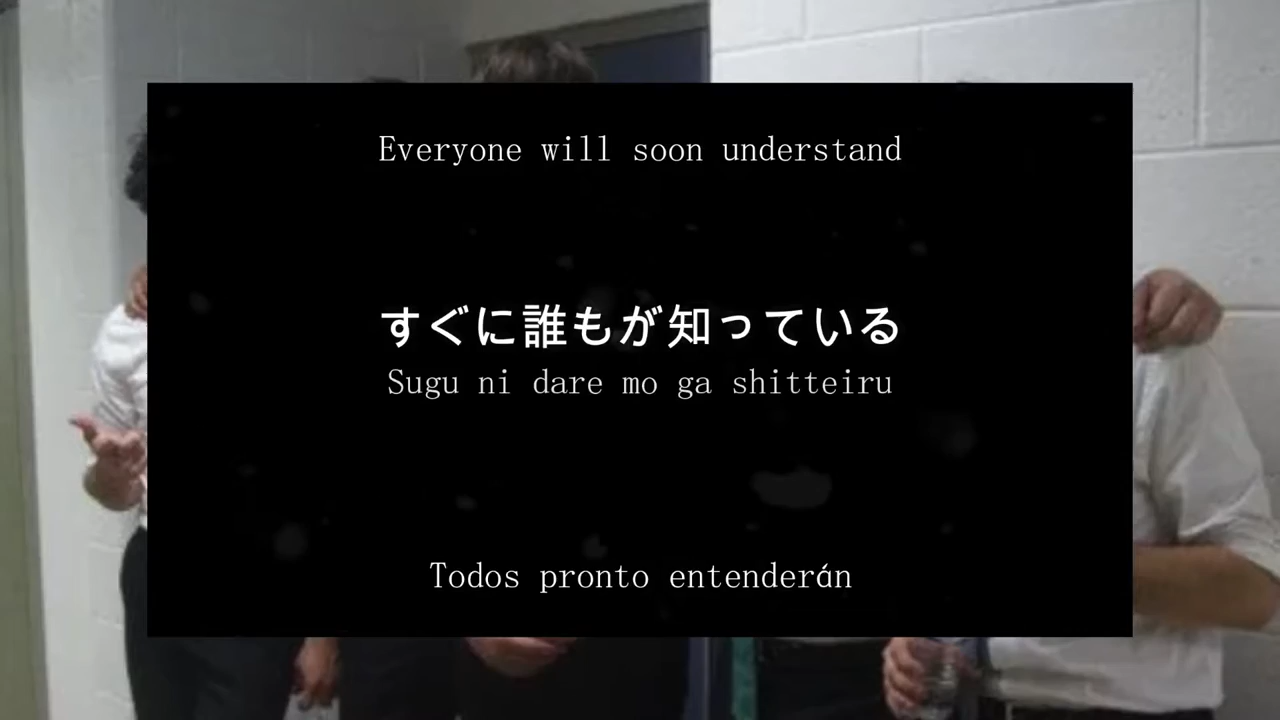 Everyone will soon understand
すぐに誰もが知っている
Sugu ni dare mo ga shitteiru
Todos pronto entenderán